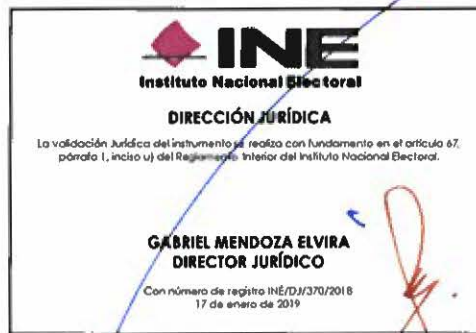 INE
Instituto Nacional Electoral
DIRECCIÓN JURÍDICA
La validación Jurídica del instrumento se realiza con fundamento en el artículo 67,
párrafo 1, inciso u) del Reglamento Interior del Instituto Nacional Electoral.
GABRIEL MENDOZA ELVIRA
DIRECTOR JURÍDICO
Con número de registro INE/DJ/370/2018
17 de enero de 2019